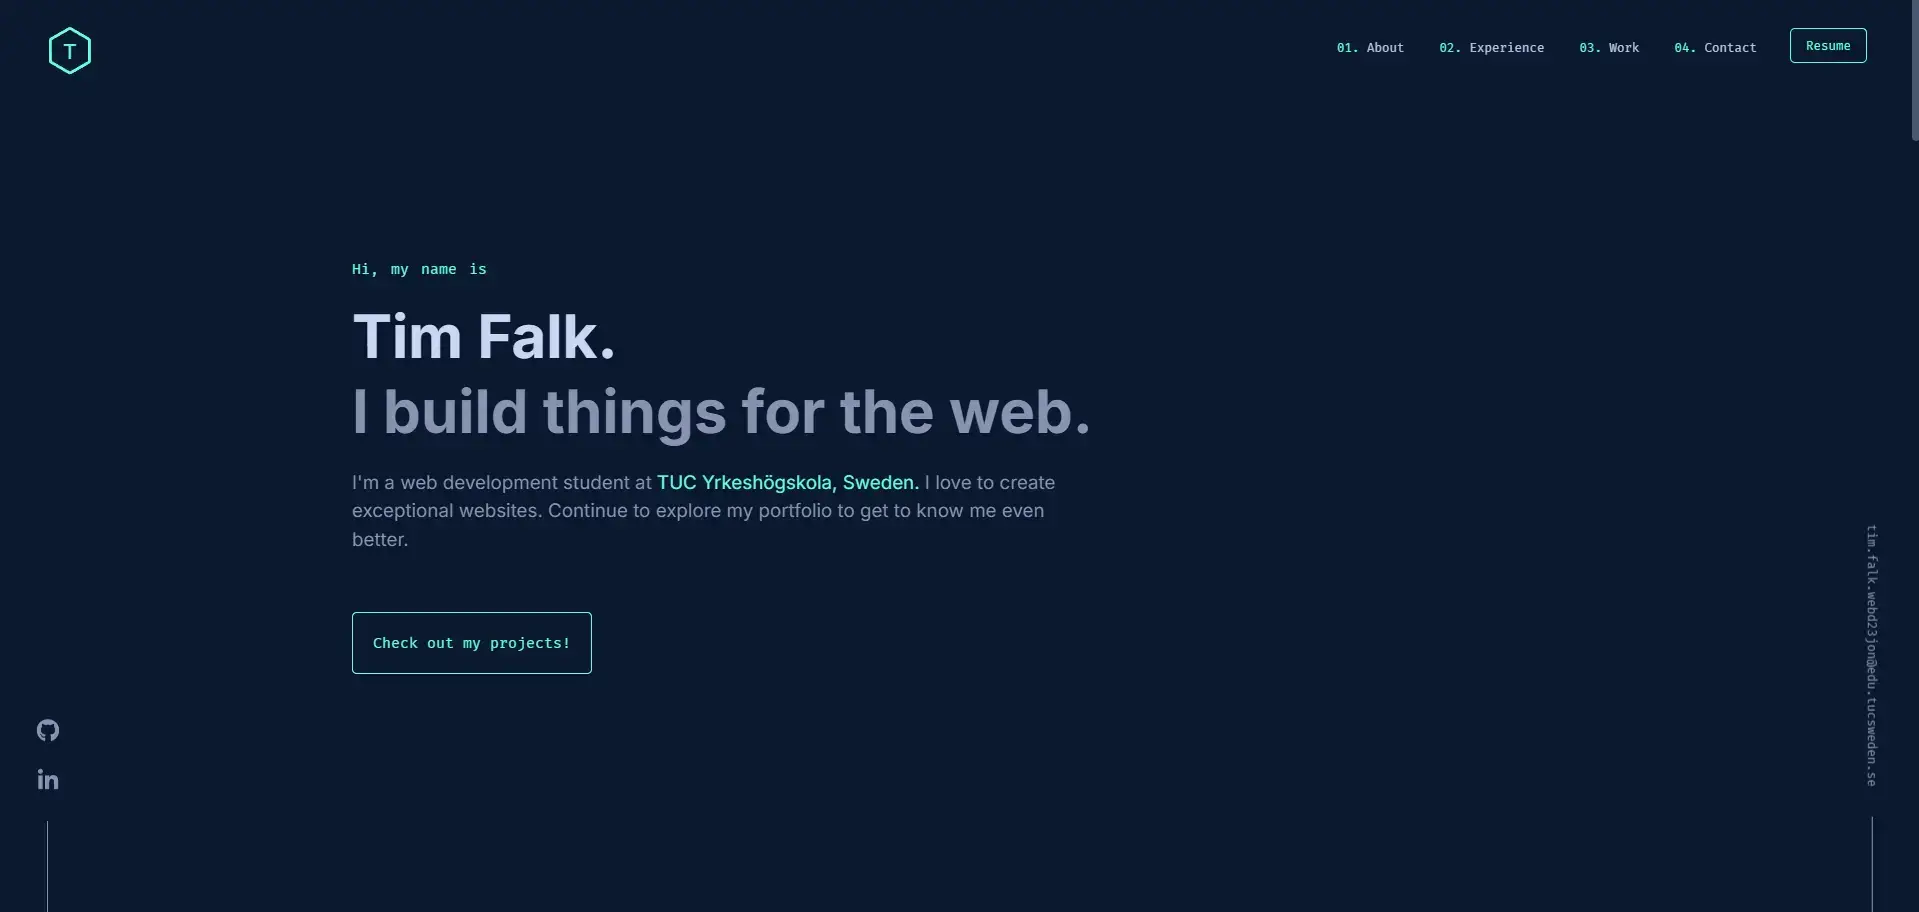 T
01. About
02. Experience
03. Work
04. Contact
Resume
Hi, my name is
Tim Falk.
I build things for the web.
I'm a web development student at TUC Yrkeshögskola, Sweden. I love to create
exceptional websites. Continue to explore my portfolio to get to know me even
better.
Check out my projects!
in
tim.falk.webd23jon@edu.tucsweden.se